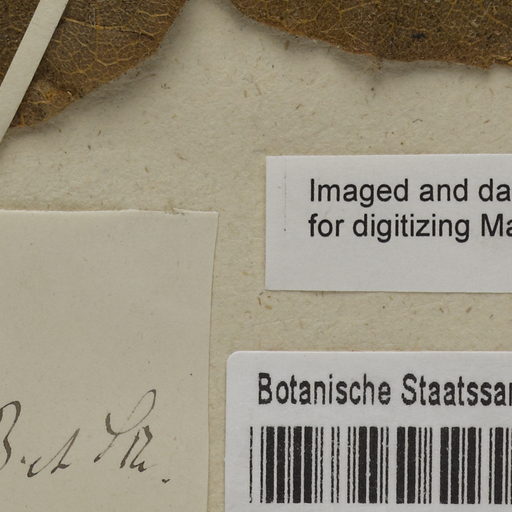 Imaged and da
for digitizing Ma
Botanische Staatssa